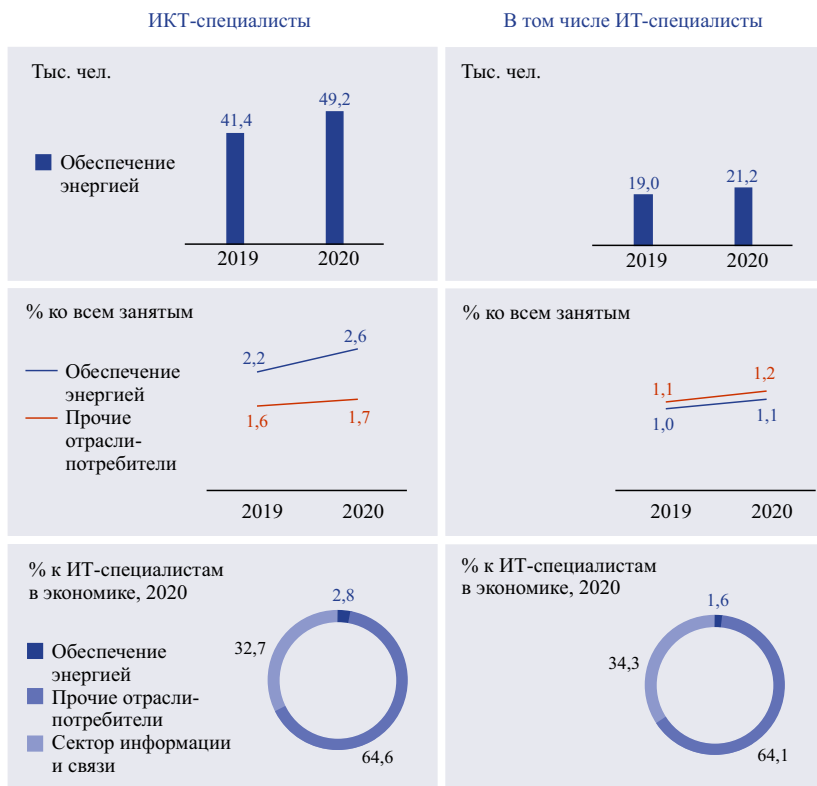 ИКТ-специалисты
В том числе ИТ-специалисты
Тыс. чел.
49,2
41,4
Обеспечение
энергией
2019
2020
Тыс. чел.
19,0
21,2
2019
2020
% ко всем занятым
2,2
2,6
Обеспечение
энергией
Прочие
отрасли-
потребители
1,6
1,7
2019
2020
% ко всем занятым
1,1
1,2
1,0
1,1
2019
2020
% к ИТ-специалистам
в экономике, 2020
2,8
32,7
Обеспечение
энергией
Прочие отрасли-
потребители
Сектор информации
и связи
64,6
% к ИТ-специалистам
в экономике, 2020
1,6
34,3
64,1